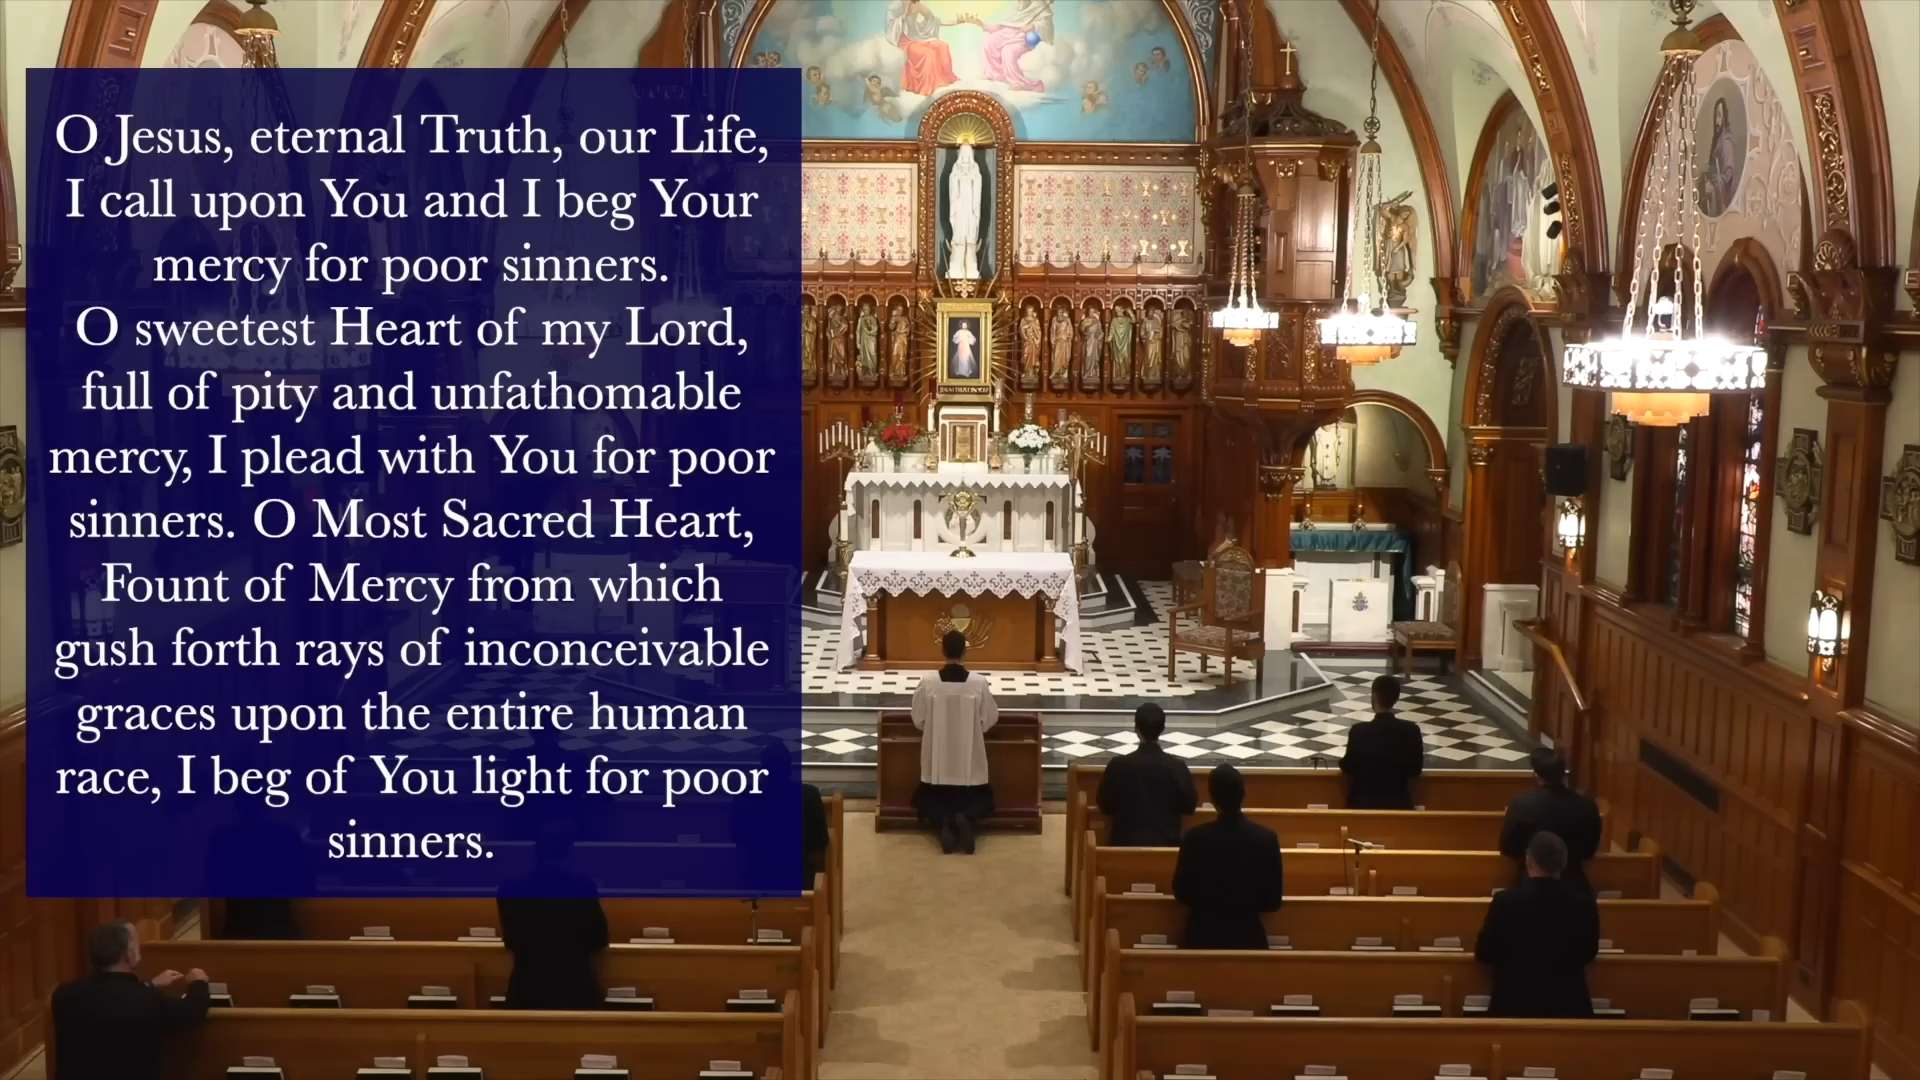 O Jesus, eternal Truth, our Life,
I call upon You and I beg Your
mercy for poor sinners.
O sweetest Heart of my Lord,
full of pity and unfathomable
mercy, I plead with You for poor
sinners. O Most Sacred Heart,
Fount of Mercy from which
gush forth rays of inconceivable
graces upon the entire human
race, I beg of You light for poor
sinners.